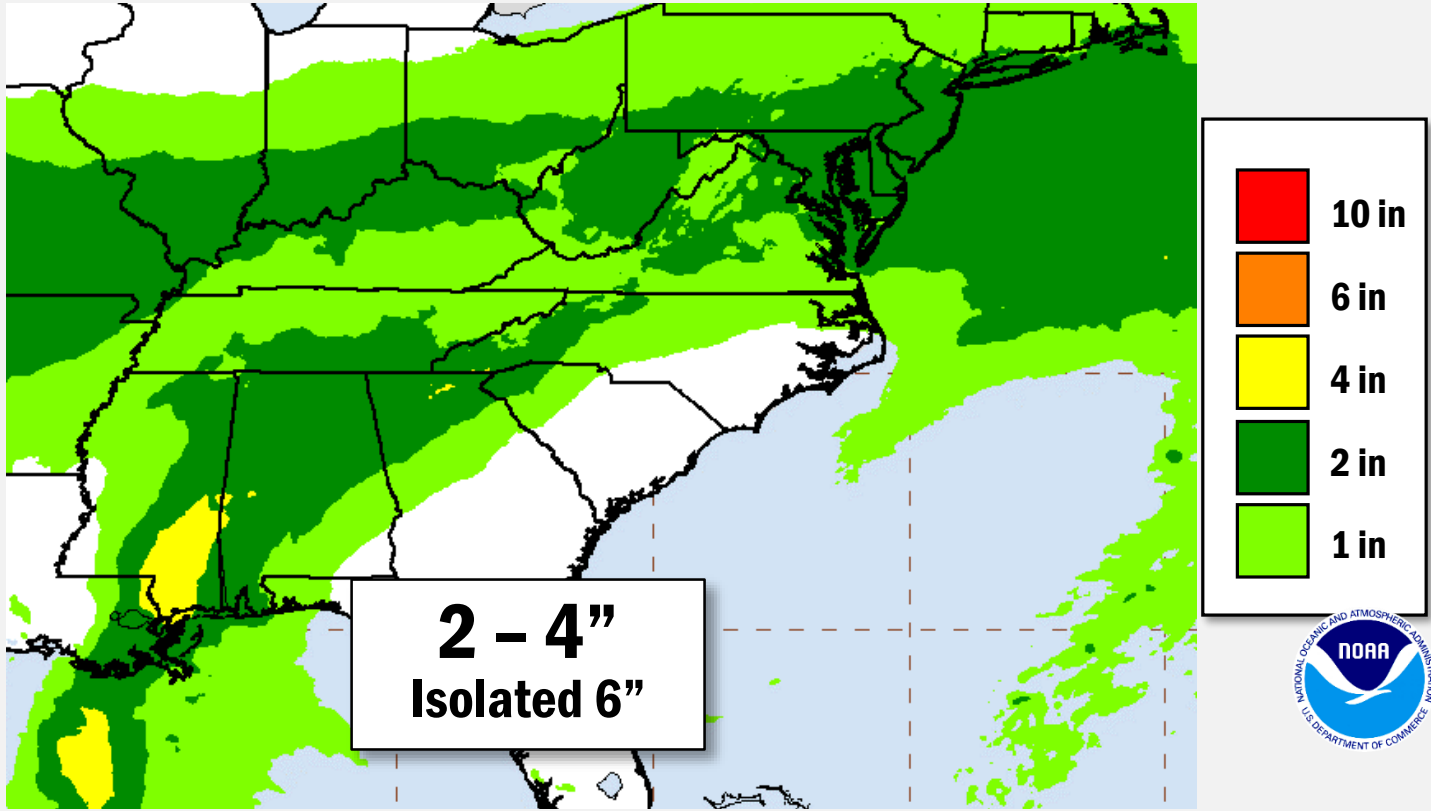 2 – 4”
Isolated 6”
10 in
6 in
4 in
2 in
1 in
NATIONAL OCEANIC AND ATMOSPHERIC ADMINISTRATION
NOAA
U.S. DEPARTMENT OF COMMERCE